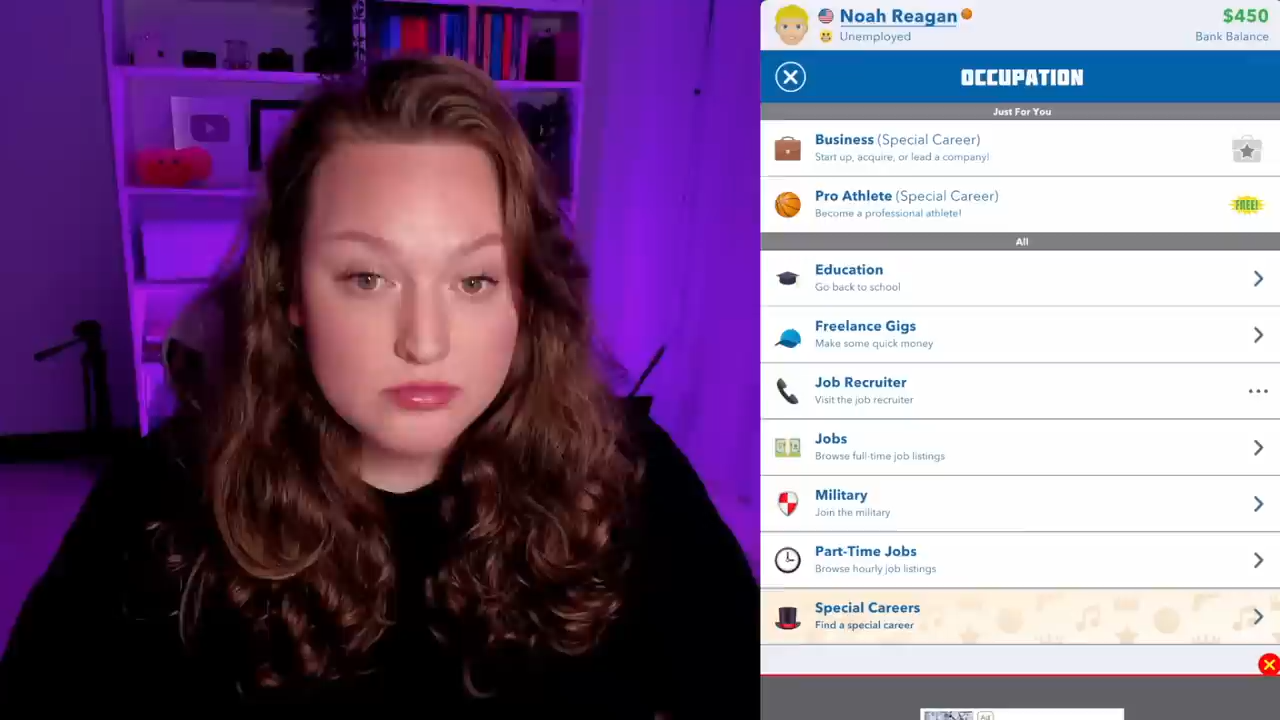 Noah Reagan
Unemployed
$450
Bank Balance
OCCUPATION
Just For You
Business (Special Career)
Start up, acquire, or lead a company!
Pro Athlete (Special Career)
Become a professional athlete!
FREE!
All
Education
Go back to school
Freelance Gigs
Make some quick money
Job Recruiter
Visit the job recruiter
Jobs
Browse full-time job listings
Military
Join the military
Part-Time Jobs
Browse hourly job listings
Special Careers
Find a special career
Ad